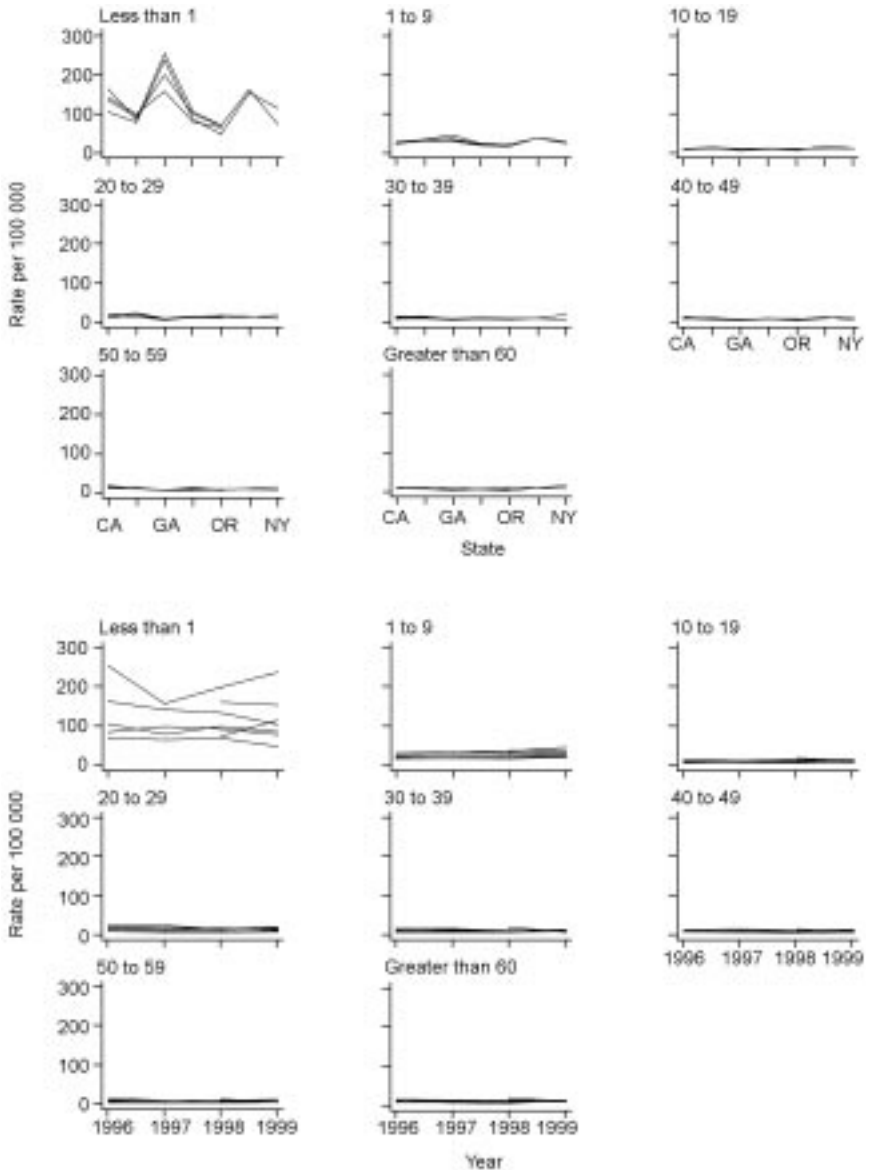 Less than 1
1 to 9
10 to 19
300
200
100
0
20 to 29
30 to 39
40 to 49
300
200
100
0
CA GA OR NY
50 to 59
Greater than 60
300
200
100
0
CA GA OR NY
CA GA OR NY
Rate per 100 000
State
Less than 1
1 to 9
10 to 19
300
200
100
0
20 to 29
30 to 39
40 to 49
300
200
100
0
1996 1997 1998 1999
50 to 59
Greater than 60
300
200
100
0
1996 1997 1998 1999
1996 1997 1998 1999
Rate per 100 000
Year